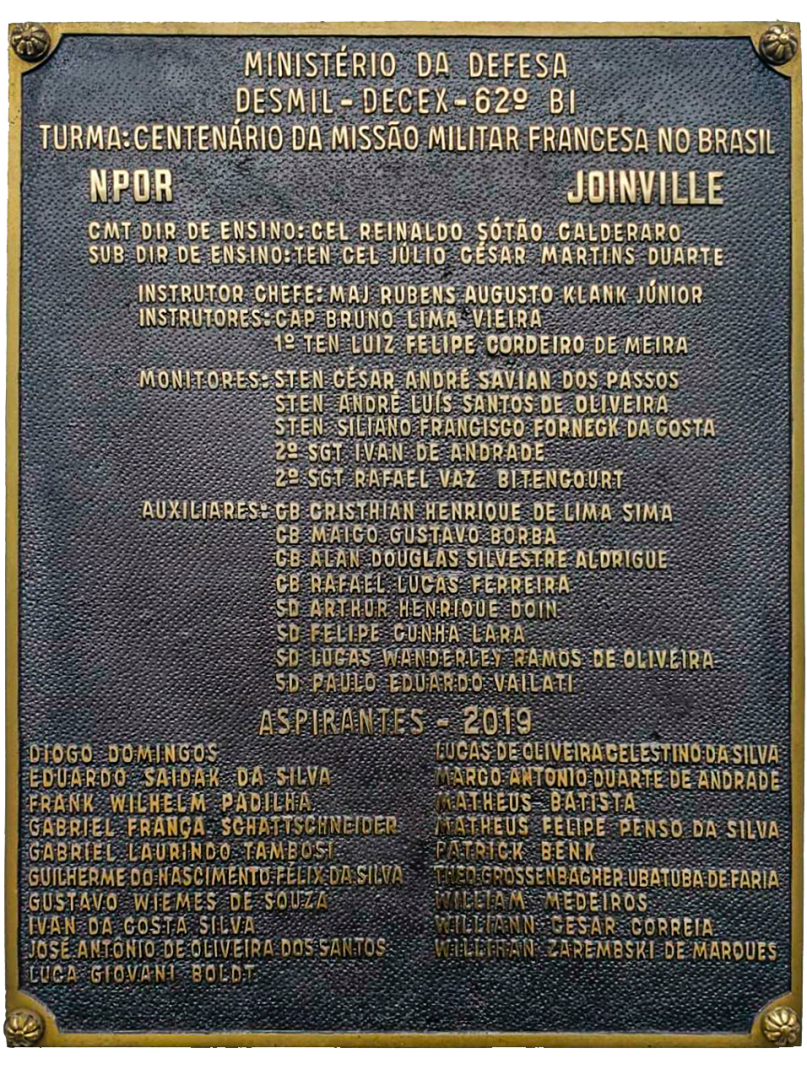 MINISTÉRIO DA DEFESA
DESMIL - DECEX - 62º BI
TURMA: CENTENÁRIO DA MISSÃO MILITAR FRANCESA NO BRASIL
NPOR JOINVILLE
CMT DIR DE ENSINO: CEL REINALDO SÓTÃO CALDERARO
SUB DIR DE ENSINO: TEN CEL JÚLIO CÉSAR MARTINS DUARTE
INSTRUTOR CHEFE: MAJ RUBENS AUGUSTO KLANK JÚNIOR
INSTRUTORES: CAP BRUNO LIMA VIEIRA
1º TEN LUIZ FELIPE CORDEIRO DE MEIRA
MONITORES: STEN CÉSAR ANDRÉ SAVIAN DOS PASSOS
STEN ANDRÉ LUÍS SANTOS DE OLIVEIRA
STEN SILIANO FRANCISCO FORNECK DA COSTA
2º SGT IVAN DE ANDRADE
2º SGT RAFAEL VAZ BITENCOURT
AUXILIARES: CB CRISTHIAN HENRIQUE DE LIMA SIMA
CB MAICO GUSTAVO BORBA
CB ALAN DOUGLAS SILVESTRE ALDRIGUE
CB RAFAEL LUCAS FERREIRA
SD ARTHUR HENRIQUE DOIN
SD FELIPE CUNHA LARA
SD LUCAS WANDERLEY RAMOS DE OLIVEIRA
SD PAULO EDUARDO VAILATI
ASPIRANTES - 2019
DIOGO DOMINGOS
EDUARDO SAIDAK DA SILVA
FRANK WILHELM PADILHA
GABRIEL FRANÇA SCHATTSCHNEIDER
GABRIEL LAURINDO TAMBOSI
GUILHERME DO NASCIMENTO FÉLIX DA SILVA
GUSTAVO WIEMES DE SOUZA
IVAN DA COSTA SILVA
JOSÉ ANTÔNIO DE OLIVEIRA DOS SANTOS
LUCA GIOVANI BOLDT
LUCAS DE OLIVEIRA CELESTINO DA SILVA
MARCO ANTONIO DUARTE DE ANDRADE
MATHEUS BATISTA
MATHEUS FELIPE PENSO DA SILVA
PATRICK BENK
THEO GROSSENBACHER UBATUBA DE FARIA
WILLIAM MEDEIROS
WILLIANN CESAR CORREIA
ZAREMBSKI DE MARQUES